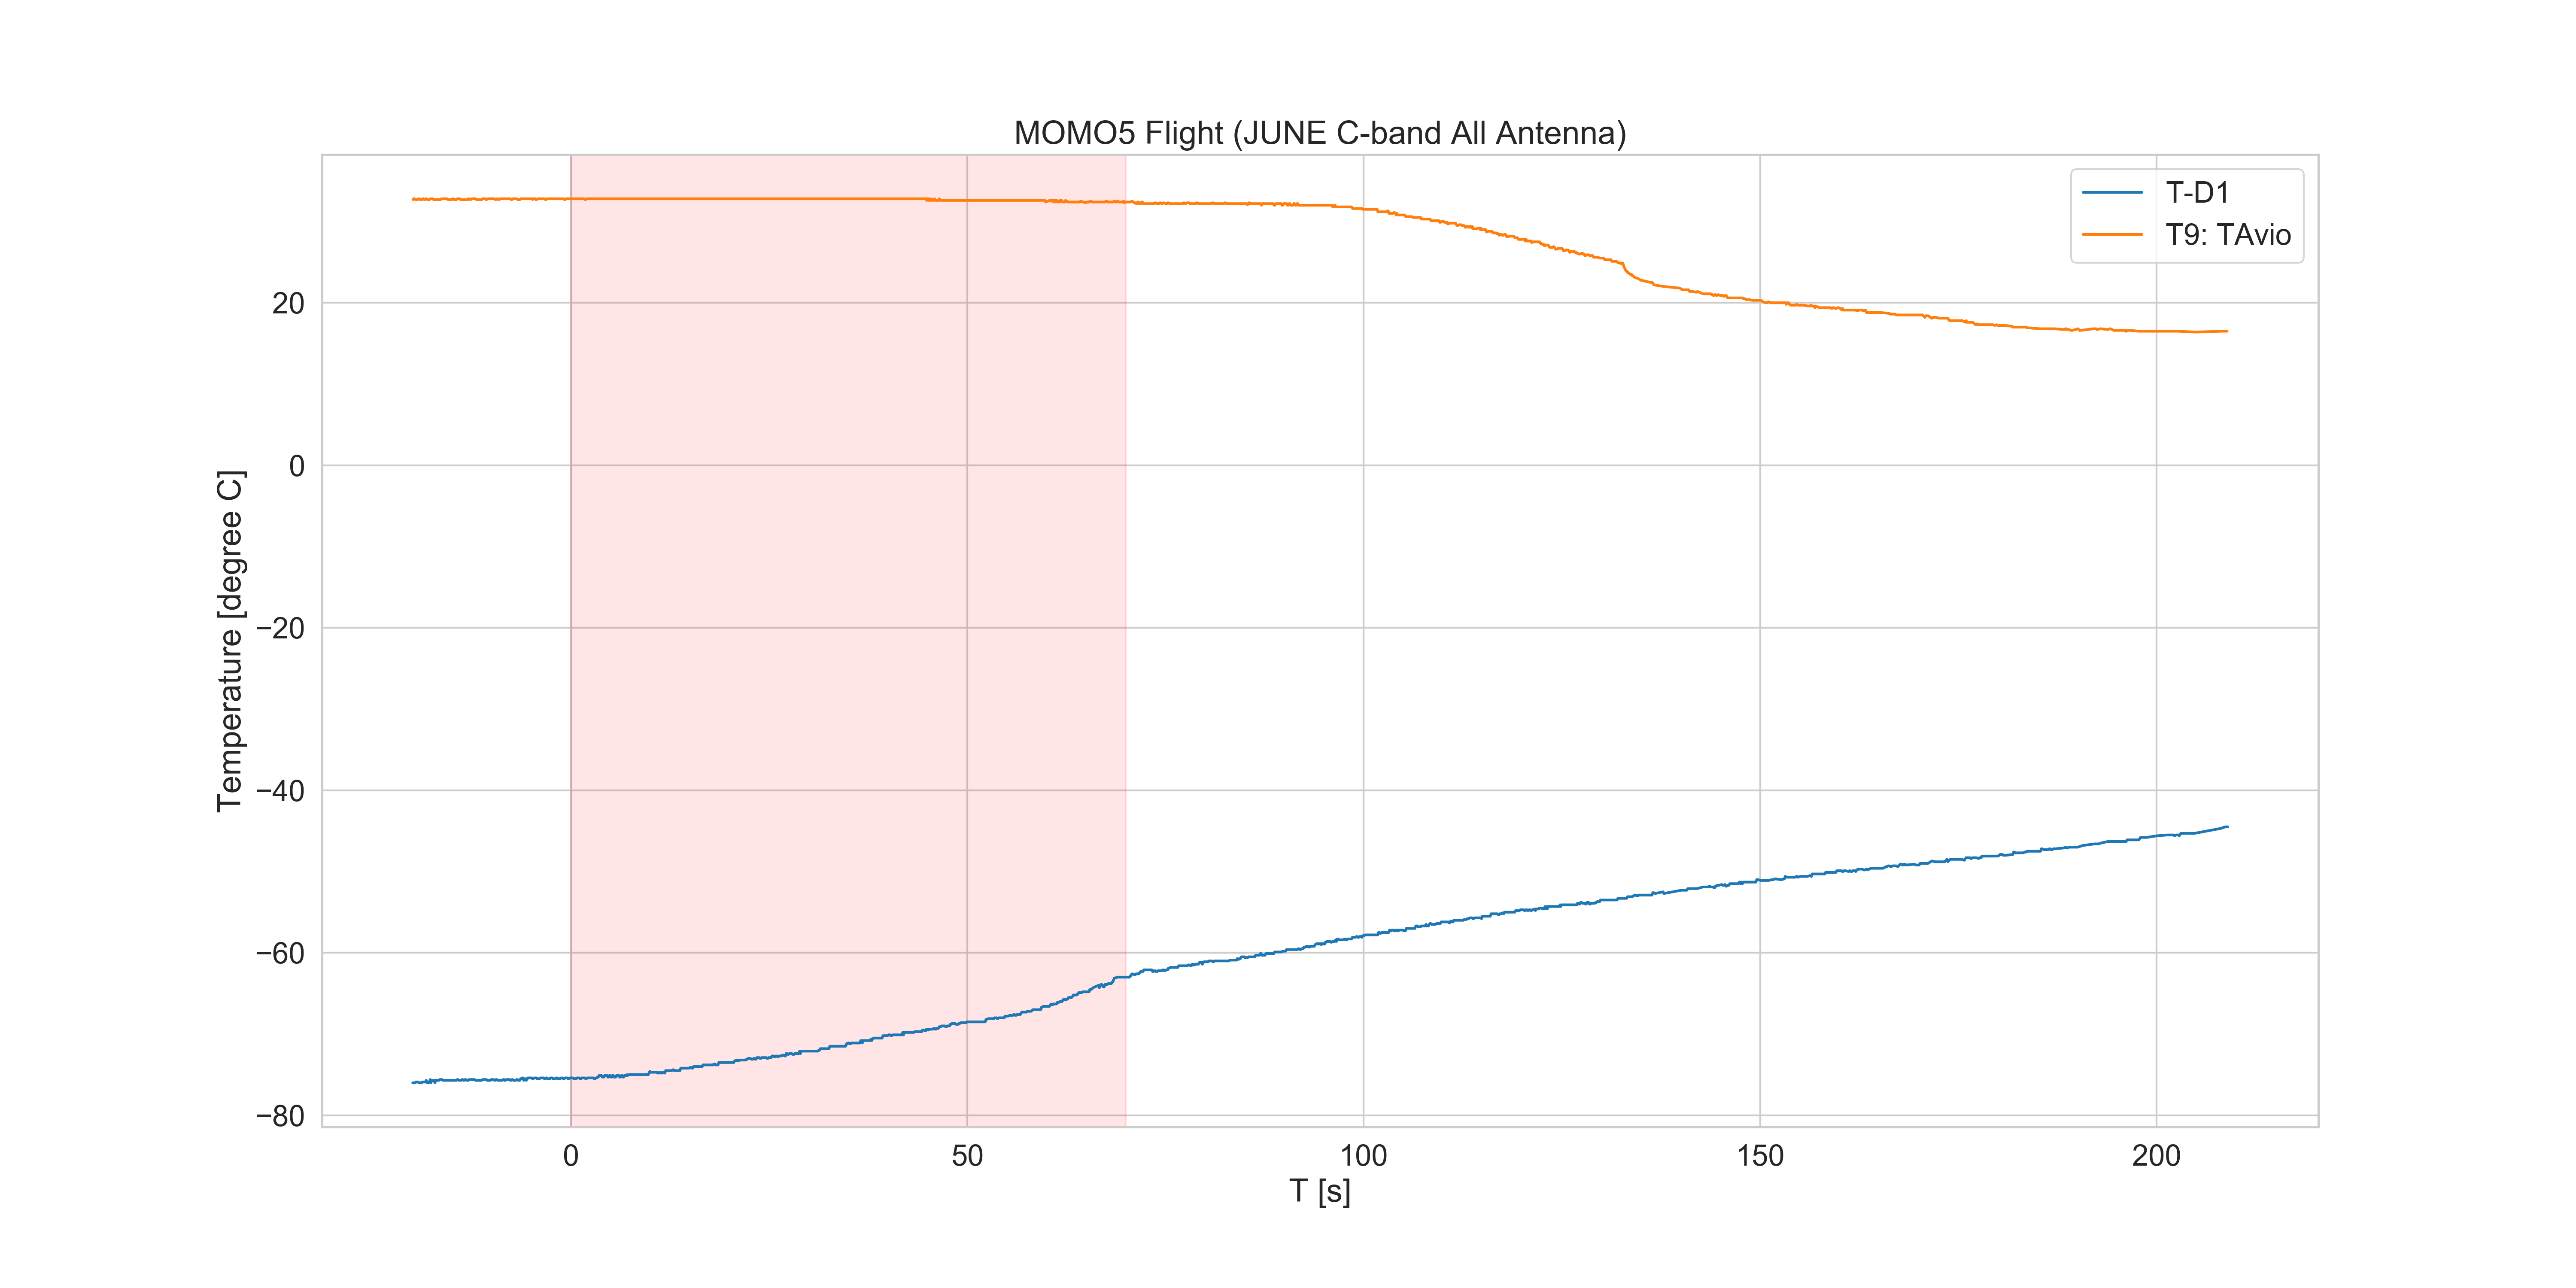 MOMO5 Flight (JUNE C-band All Antenna)
T-D1
T9: TAvio
Temperature [degree C]
20
0
−20
−40
−60
−80
0 50 100 150 200
T [s]